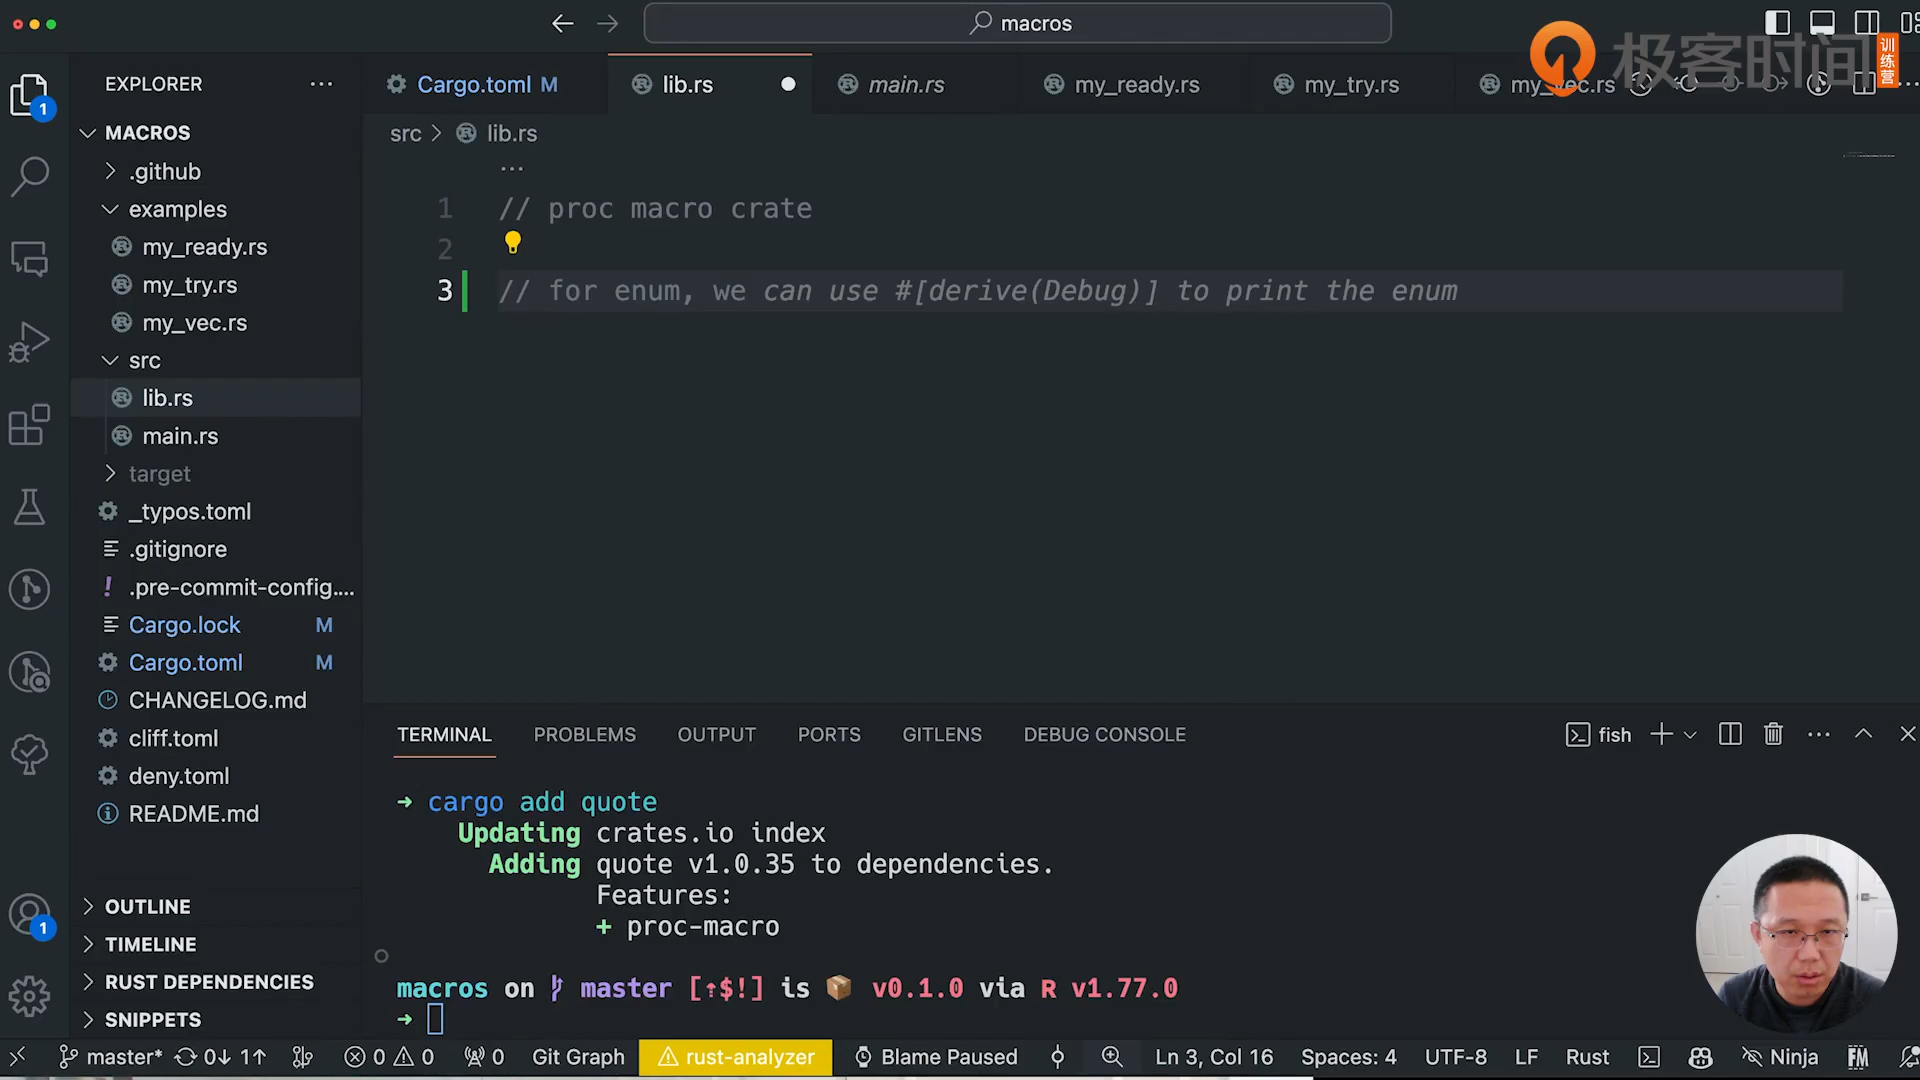 macros
极客时间
训练营
EXPLORER
Cargo.toml M
lib.rs
main.rs
my_ready.rs
my_try.rs
my_vec.rs
MACROS
src > lib.rs
.github
examples
my_ready.rs
my_try.rs
my_vec.rs
src
lib.rs
main.rs
target
_typos.toml
.gitignore
.pre-commit-config....
Cargo.lock M
Cargo.toml M
CHANGELOG.md
cliff.toml
deny.toml
README.md
OUTLINE
TIMELINE
RUST DEPENDENCIES
SNIPPETS
1
1
1 // proc macro crate
2
3 // for enum, we can use #[derive(Debug)] to print the enum
TERMINAL PROBLEMS OUTPUT PORTS GITLENS DEBUG CONSOLE
fish
→ cargo add quote
Updating crates.io index
Adding quote v1.0.35 to dependencies.
Features:
+ proc-macro
macros on master [⇡$!] is 📦 v0.1.0 via R v1.77.0
→
master* 0↓ 1↑ 0 0 0 Git Graph rust-analyzer Blame Paused Ln 3, Col 16 Spaces: 4 UTF-8 LF Rust Ninja FM